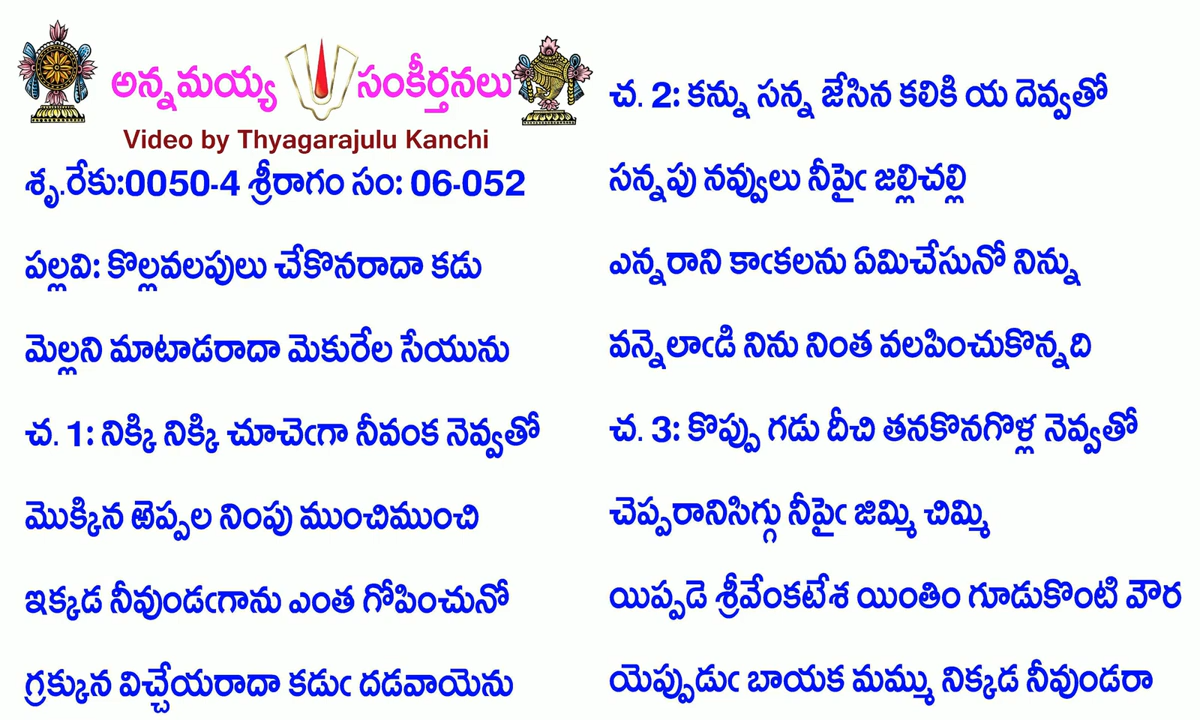 అన్నమయ్య సంకీర్తనలు
Video by Thyagarajulu Kanchi
శృ.రేకు:0050-4 శ్రీరాగం సం: 06-052
పల్లవి: కొల్లవలపులు చేకొనరాదా కడు
మెల్లని మాటాడరాదా మెకురేల సేయును
చ. 1: నిక్కి నిక్కి చూచెఁగా నీవంక నెవ్వతో
మొక్కిన ఱెప్పల నింపు ముంచిముంచి
ఇక్కడ నీవుండఁగాను ఎంత గోపించునో
గ్రక్కున విచ్చేయరాదా కడుఁ దడవాయెను
చ. 2: కన్ను సన్న జేసిన కలికి య దెవ్వతో
సన్నపు నవ్వులు నీపైఁ జల్లిచల్లి
ఎన్నరాని కాఁకలను ఏమిచేసునో నిన్ను
వన్నెలాఁడి నిను నింత వలపించుకొన్నది
చ. 3: కొప్పు గడు దీచి తనకొనగొళ్ల నెవ్వతో
చెప్పరానిసిగ్గు నీపైఁ జిమ్మి చిమ్మి
యిప్పడె శ్రీవేంకటేశ యింతిం గూడుకొంటి వౌర
యెప్పుడుఁ బాయక మమ్ము నిక్కడ నీవుండరా